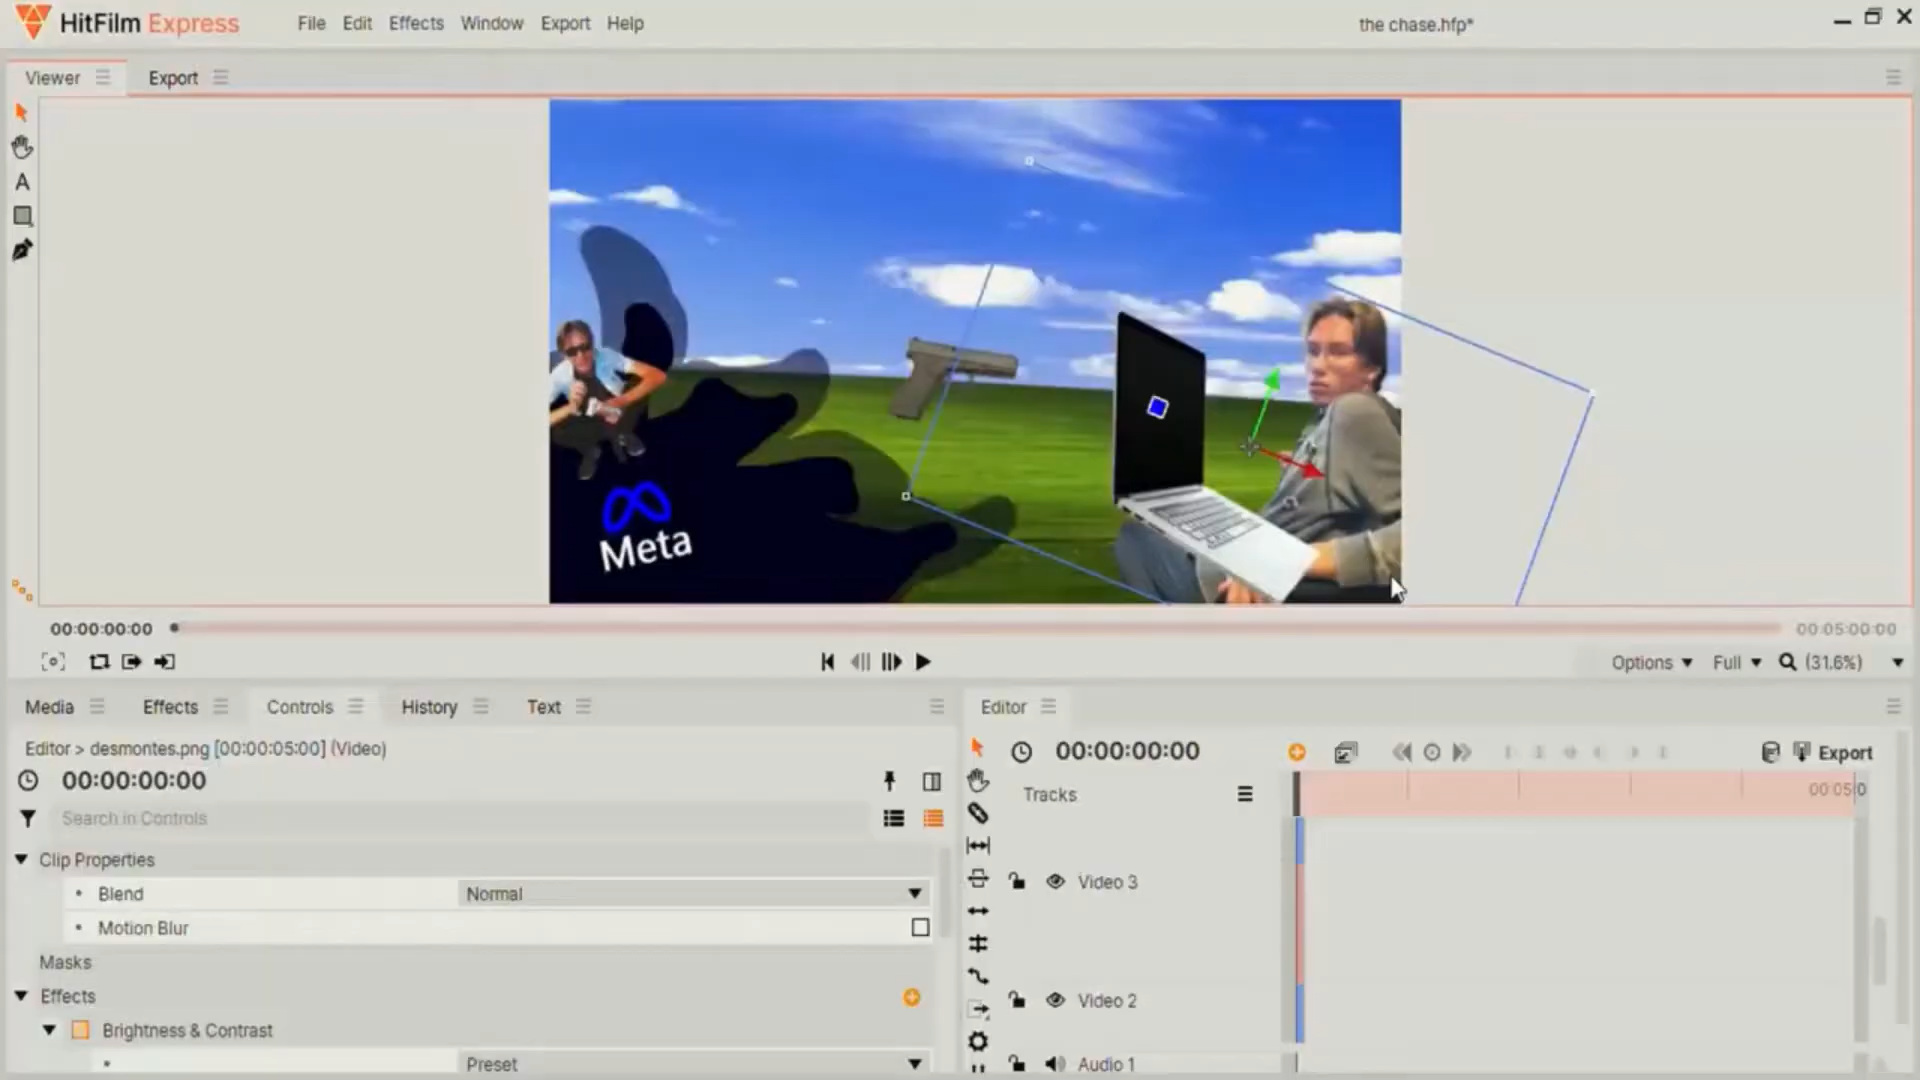 HitFilm Express
File Edit Effects Window Export Help
the chase.hfp*
Viewer
Export
A
Meta
00:00:00:00
00:05:00:00
Options
Full
(31.6%)
Media
Effects
Controls
History
Text
Editor
Editor > desmontes.png [00:00:05:00] (Video)
00:00:00:00
00:00:00:00
Export
Search in Controls
Tracks
00:05
Clip Properties
Blend
Normal
Video 3
Motion Blur
Masks
Effects
Video 2
Brightness & Contrast
Preset
Audio 1